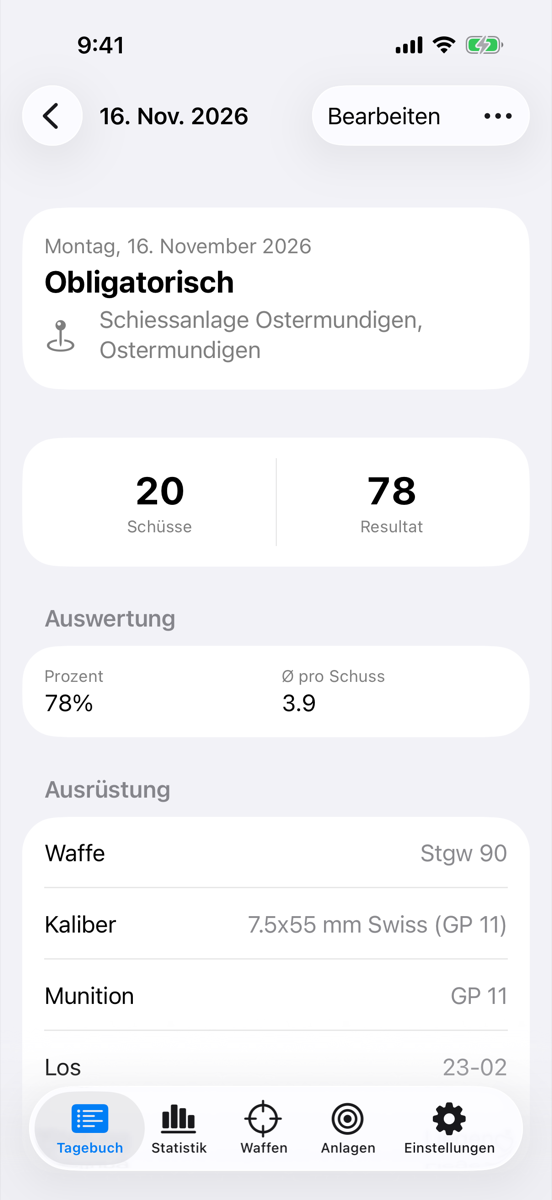 9:41
16. Nov. 2026
Bearbeiten
Montag, 16. November 2026
Obligatorisch
Schiessanlage Ostermundigen,
Ostermundigen
20
Schüsse
78
Resultat
Auswertung
Prozent
78%
Ø pro Schuss
3.9
Ausrüstung
Waffe
Stgw 90
Kaliber
7.5x55 mm Swiss (GP 11)
Munition
GP 11
Los
23-02
Tagebuch
Statistik
Waffen
Anlagen
Einstellungen